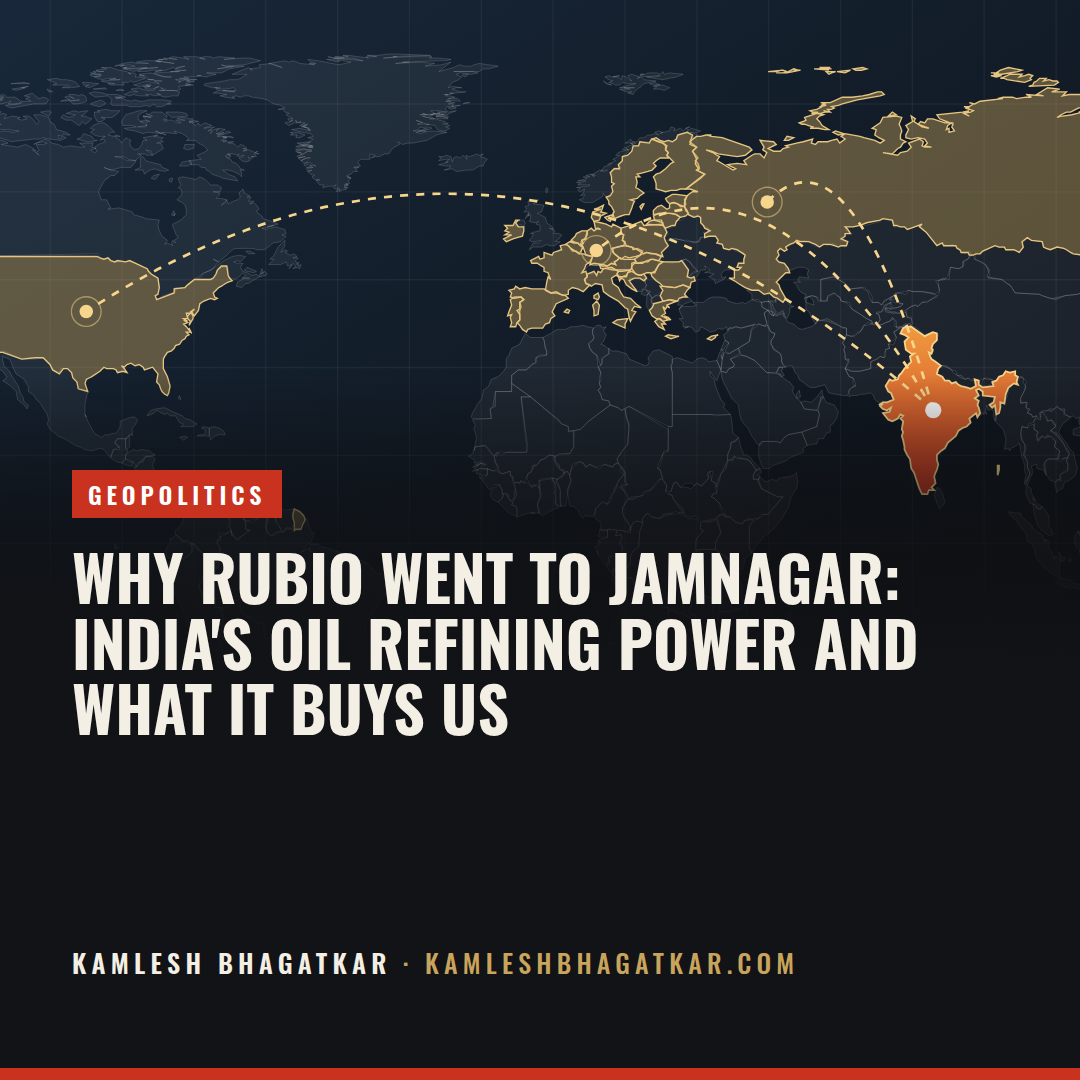 GEOPOLITICS
WHY RUBIO WENT TO JAMNAGAR:
INDIA'S OIL REFINING POWER AND
WHAT IT BUYS US
KAMLESH BHAGATKAR · KAMLESHBHAGATKAR.COM